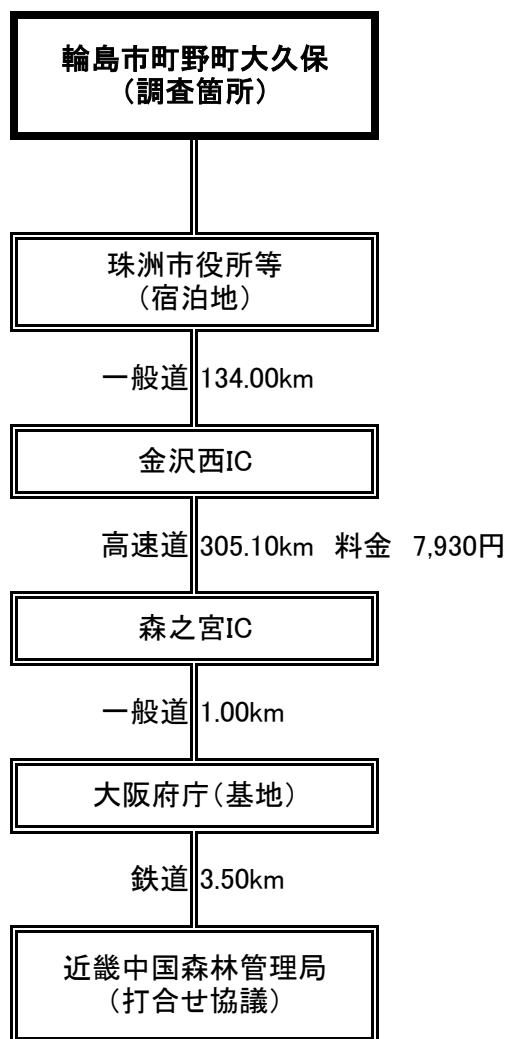 輪島市町野町大久保
（調査箇所）
珠洲市役所等
（宿泊地）
一般道 134.00km
金沢西IC
高速道 305.10km 料金 7,930円
森之宮IC
一般道 1.00km
大阪府庁（基地）
鉄道 3.50km
近畿中国森林管理局
（打合せ協議）